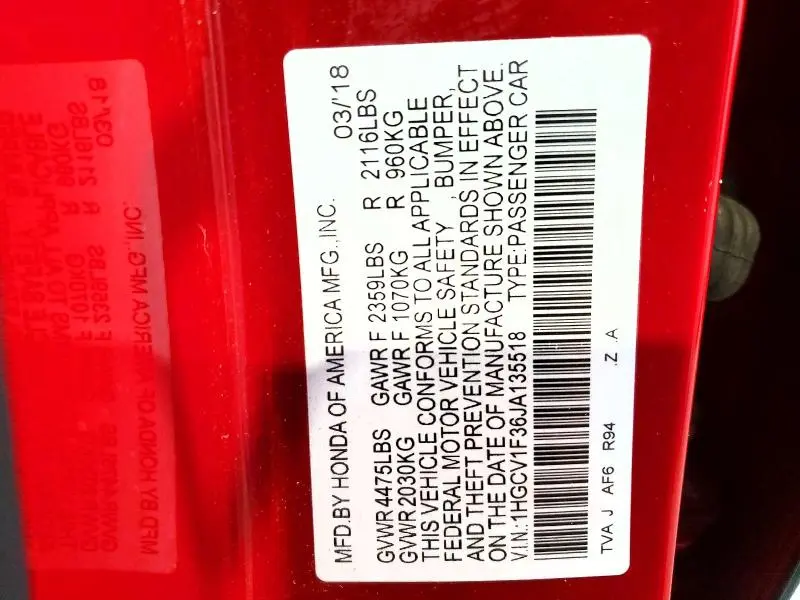 MFD.BY HONDA OF AMERICA MFG.,INC. 03/'18
GVWR 4475LBS GAWR F 2359LBS R 2116LBS
GVWR 2030KG GAWR F 1070KG R 960KG
THIS VEHICLE CONFORMS TO ALL APPLICABLE
FEDERAL MOTOR VEHICLE SAFETY , BUMPER,
AND THEFT PREVENTION STANDARDS IN EFFECT
ON THE DATE OF MANUFACTURE SHOWN ABOVE.
V.I.N.:1HGCV1F36JA135518 TYPE:PASSENGER CAR
TVA J AF6 R94 .Z .A